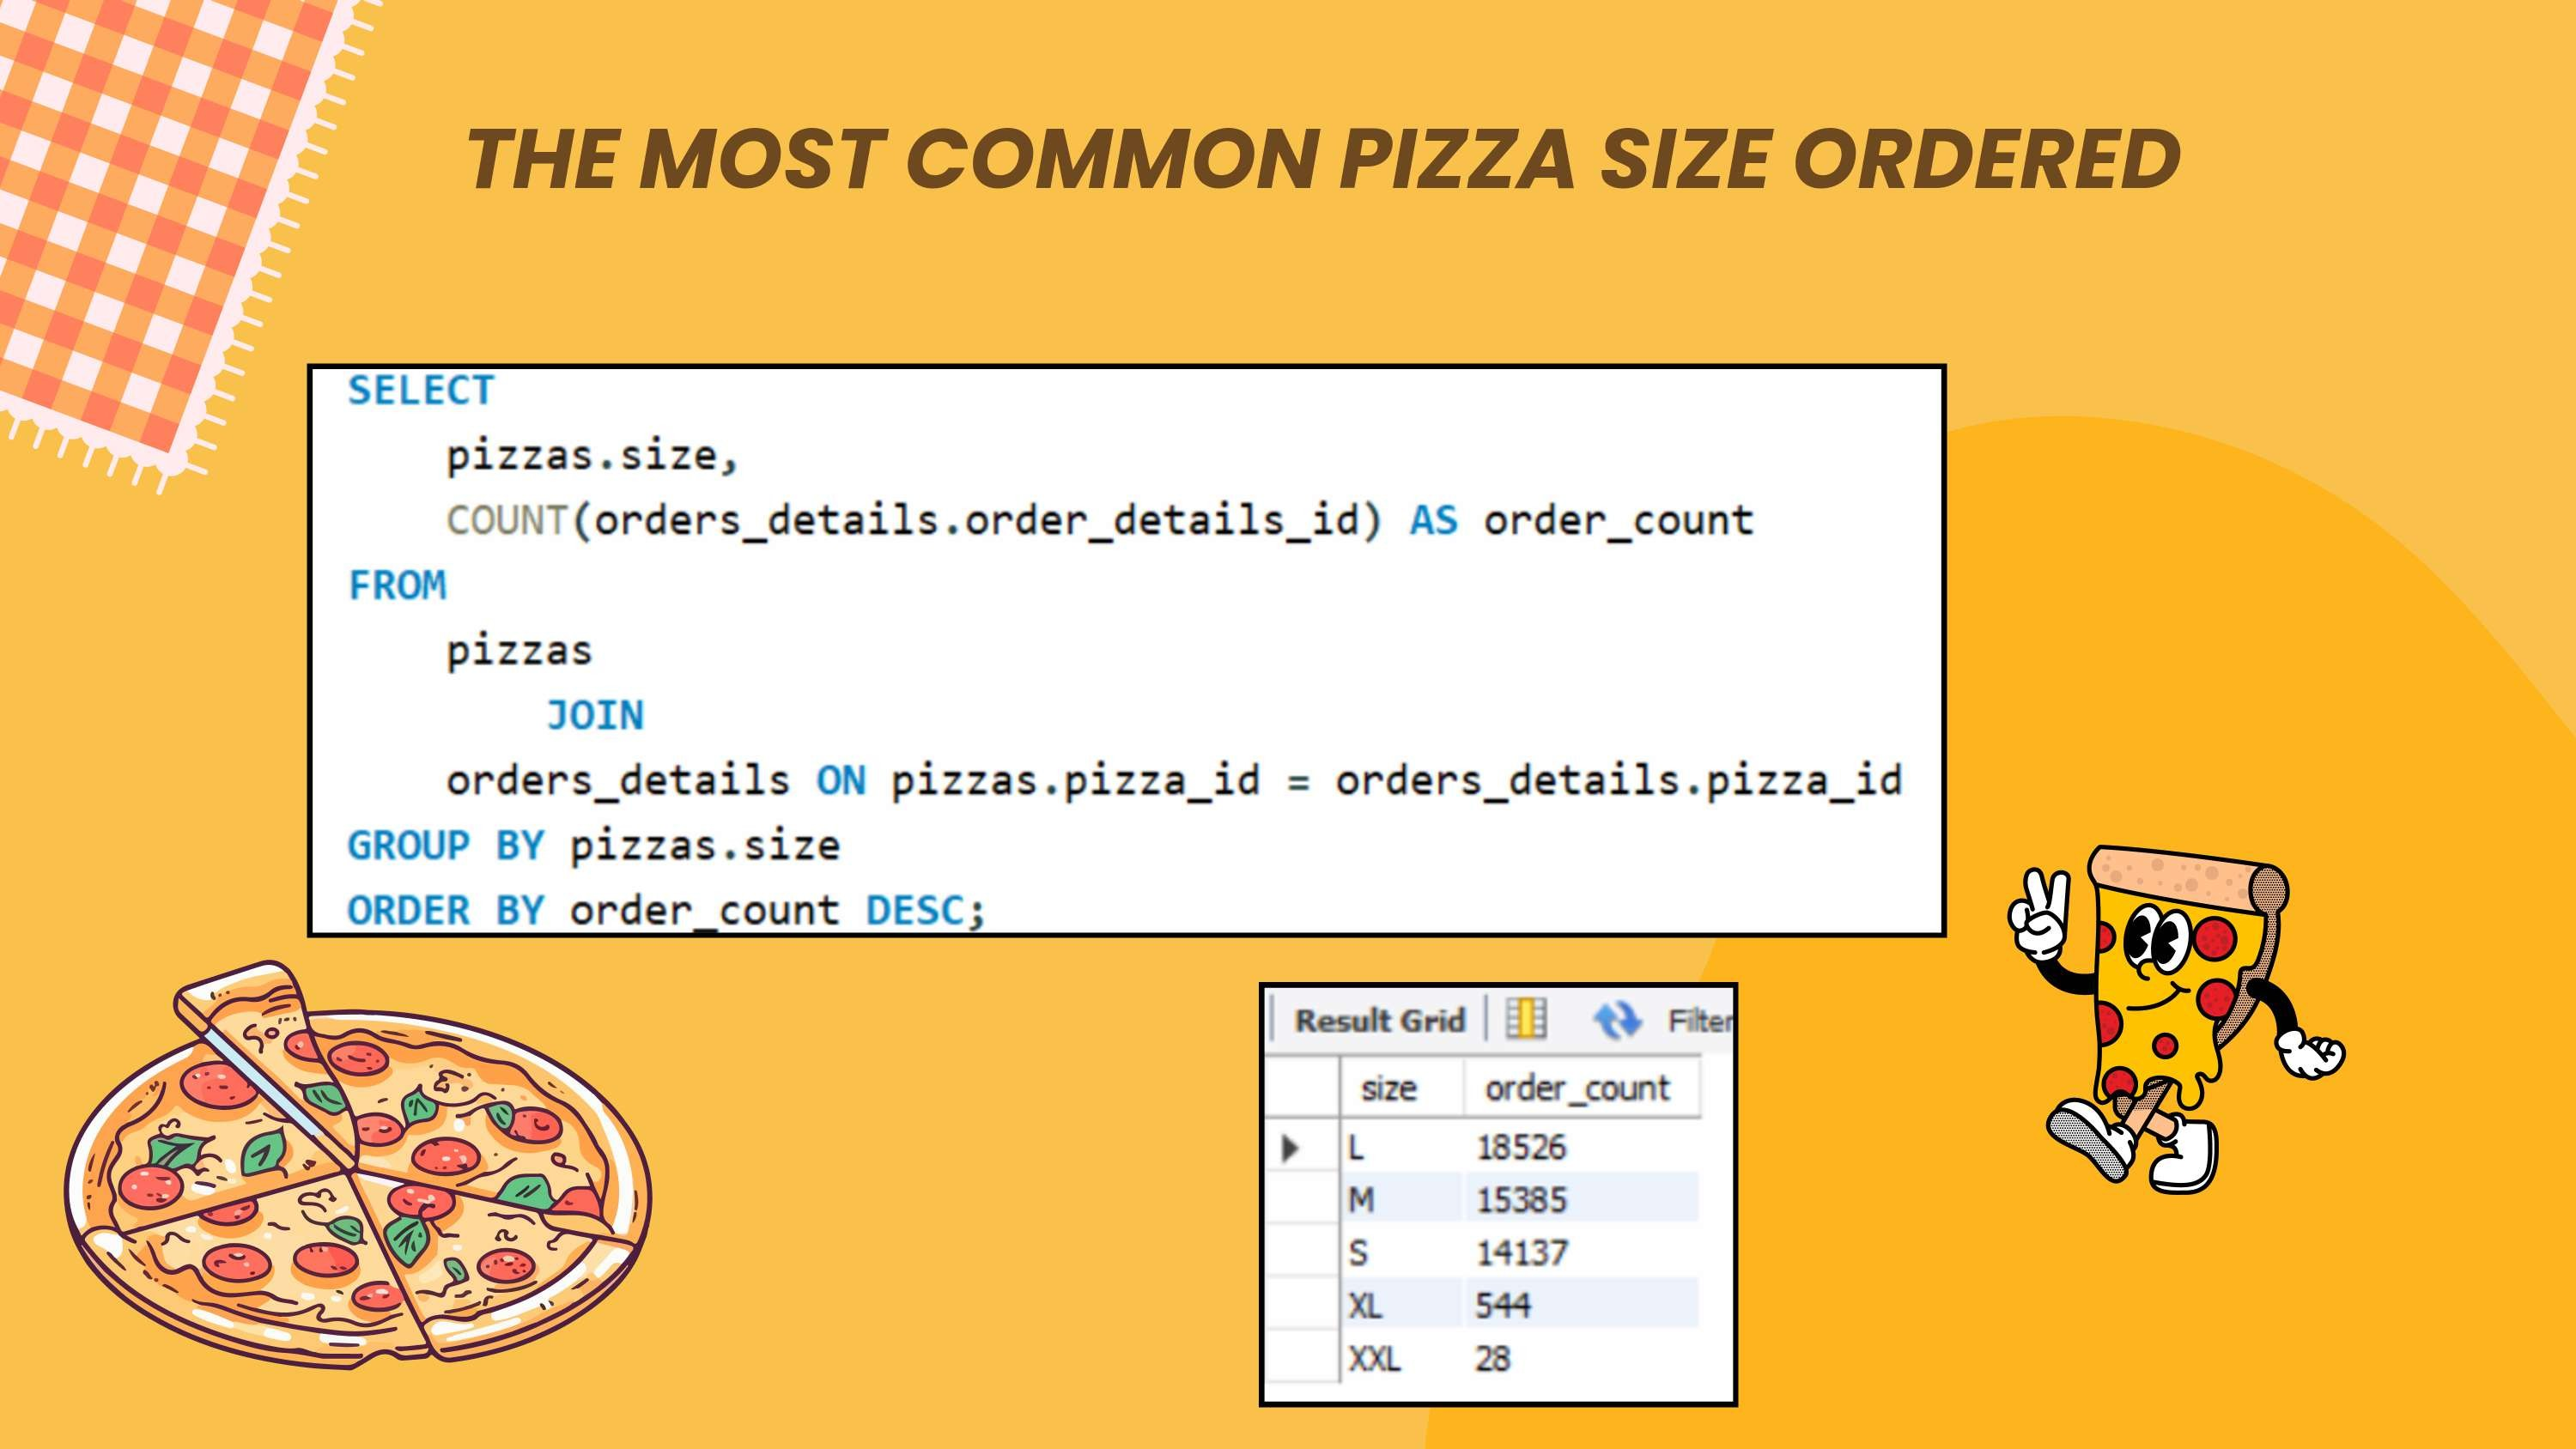 THE MOST COMMON PIZZA SIZE ORDERED
SELECT
pizzas.size,
COUNT(orders_details.order_details_id) AS order_count
FROM
pizzas
JOIN
orders_details ON pizzas.pizza_id = orders_details.pizza_id
GROUP BY pizzas.size
ORDER BY order_count DESC;
Result Grid Filter
size order_count
L 18526
M 15385
S 14137
XL 544
XXL 28